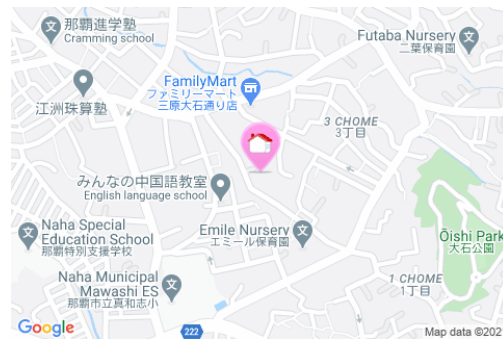 那覇進学塾
Cramming school
Futaba Nursery
二葉保育園
江洲珠算塾
FamilyMart
ファミリーマート
三原大石通り店
3 CHOME
3丁目
みんなの中国語教室
English language school
Naha Special
Education School
那覇特別支援学校
Emile Nursery
エミール保育園
Ōishi Park
大石公園
Naha Municipal
Mawashi ES
那覇市立真和志小
1 CHOME
1丁目
222
Google
Map data ©202
文
文
文
文
文